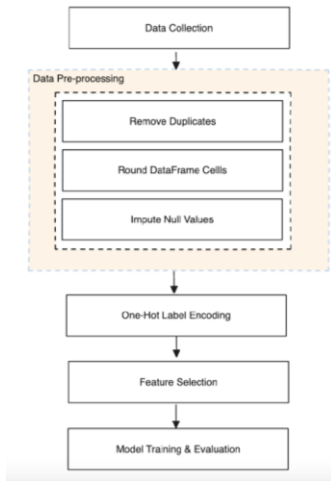 Data Collection
Data Pre-processing
Remove Duplicates
Round DataFrame Cellls
Impute Null Values
One-Hot Label Encoding
Feature Selection
Model Training & Evaluation